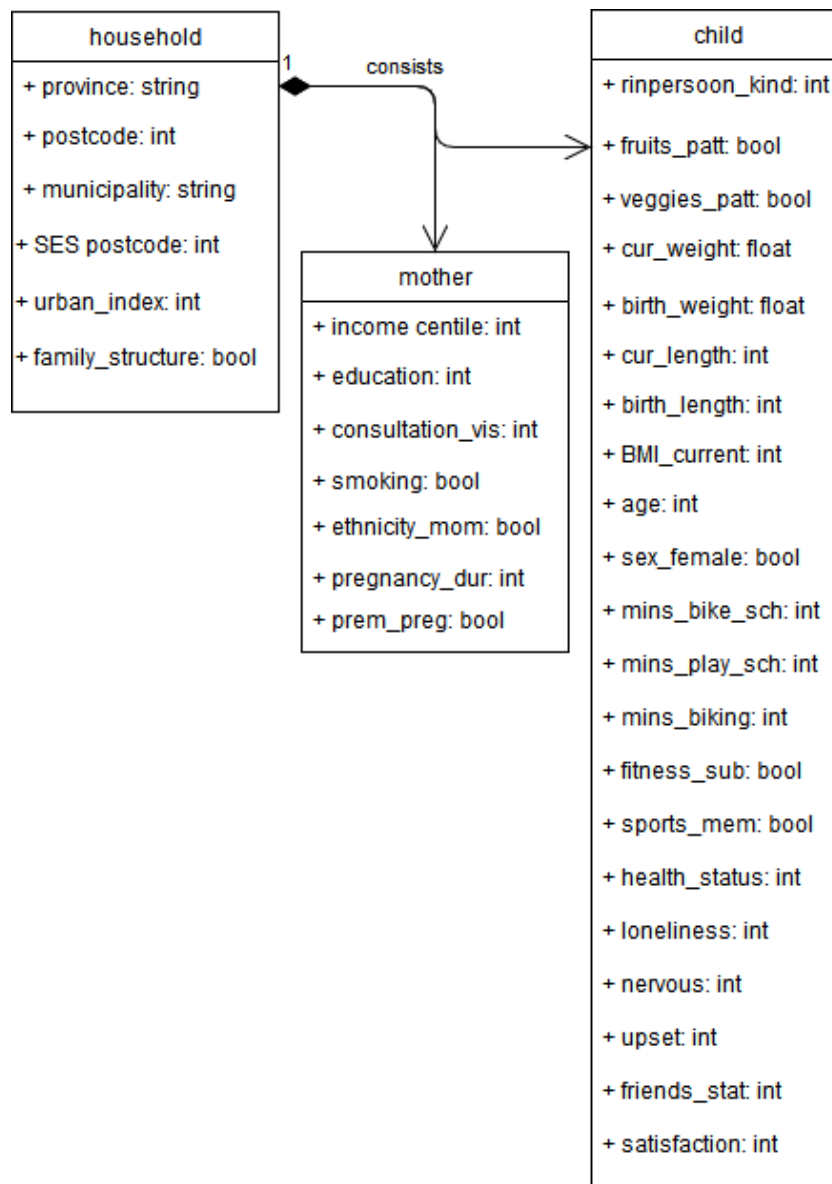 household
+ province: string
+ postcode: int
+ municipality: string
+ SES postcode: int
+ urban_index: int
+ family_structure: bool
1
consists
mother
+ income centile: int
+ education: int
+ consultation_vis: int
+ smoking: bool
+ ethnicity_mom: bool
+ pregnancy_dur: int
+ prem_preg: bool
child
+ rinpersoon_kind: int
+ fruits_patt: bool
+ veggies_patt: bool
+ cur_weight: float
+ birth_weight: float
+ cur_length: int
+ birth_length: int
+ BMI_current: int
+ age: int
+ sex_female: bool
+ mins_bike_sch: int
+ mins_play_sch: int
+ mins_biking: int
+ fitness_sub: bool
+ sports_mem: bool
+ health_status: int
+ loneliness: int
+ nervous: int
+ upset: int
+ friends_stat: int
+ satisfaction: int